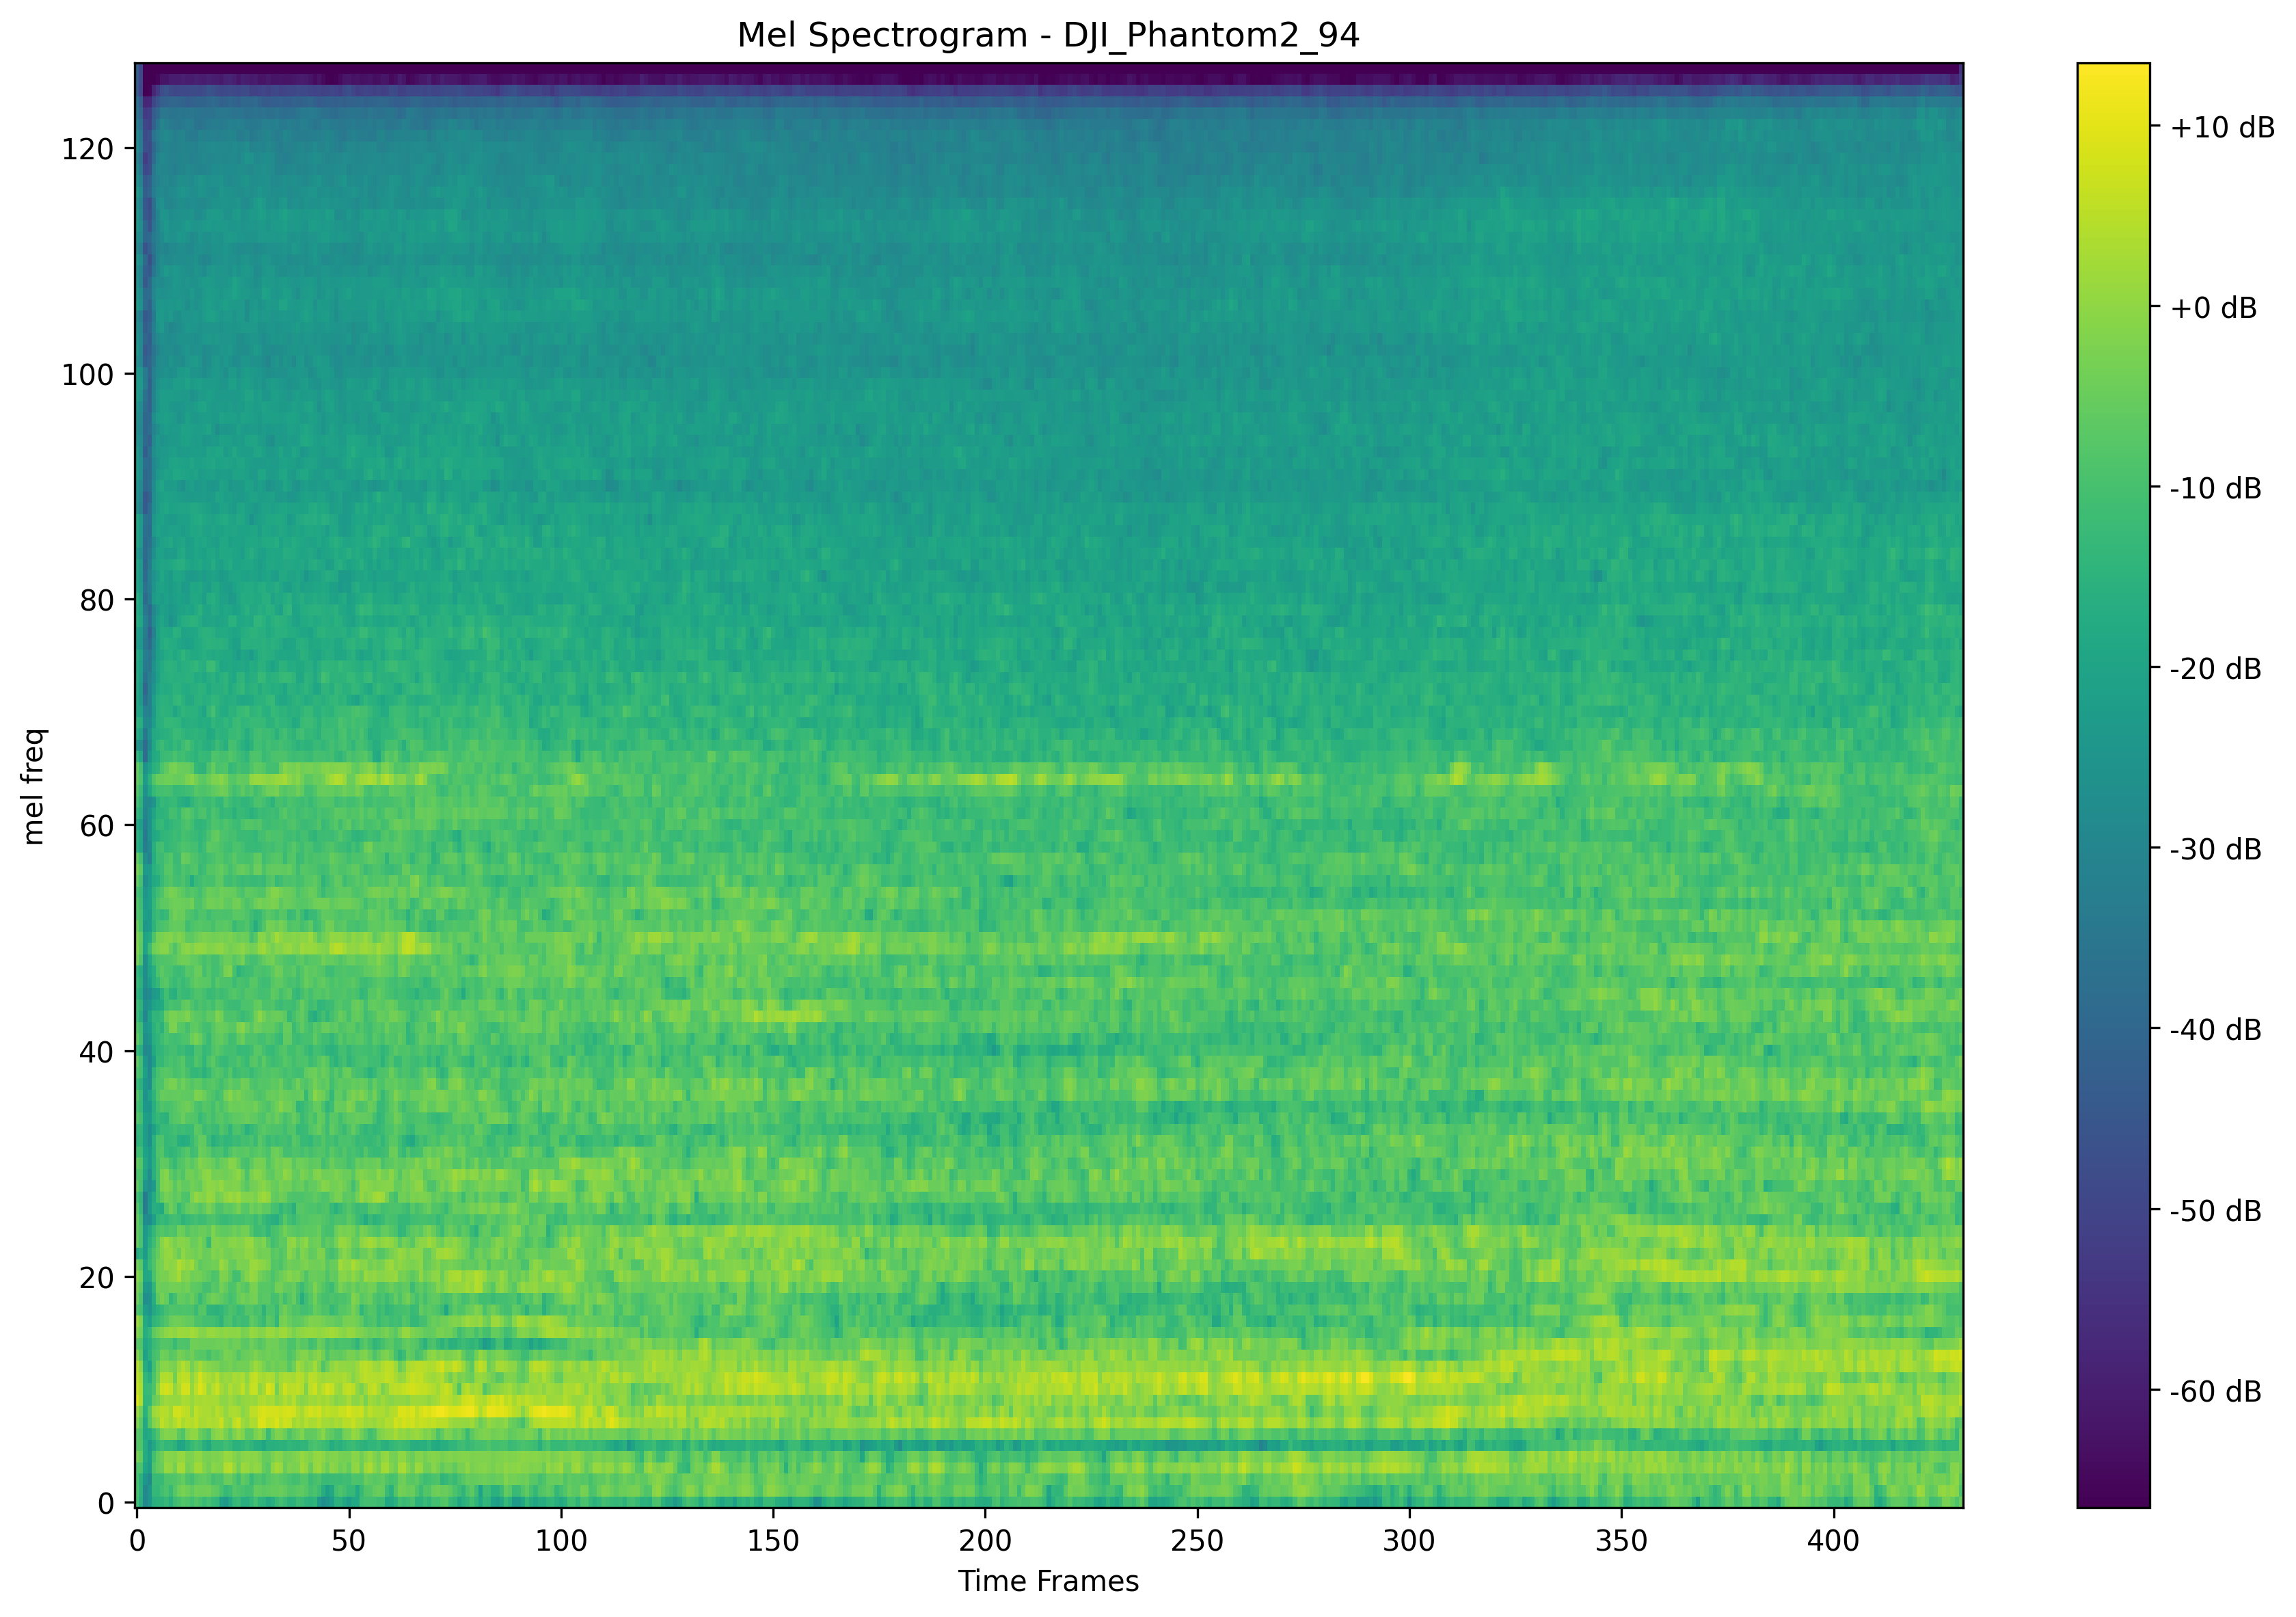 Mel Spectrogram - DJI_Phantom2_94
mel freq
120
100
80
60
40
20
0
0 50 100 150 200 250 300 350 400
Time Frames
+10 dB
+0 dB
-10 dB
-20 dB
-30 dB
-40 dB
-50 dB
-60 dB